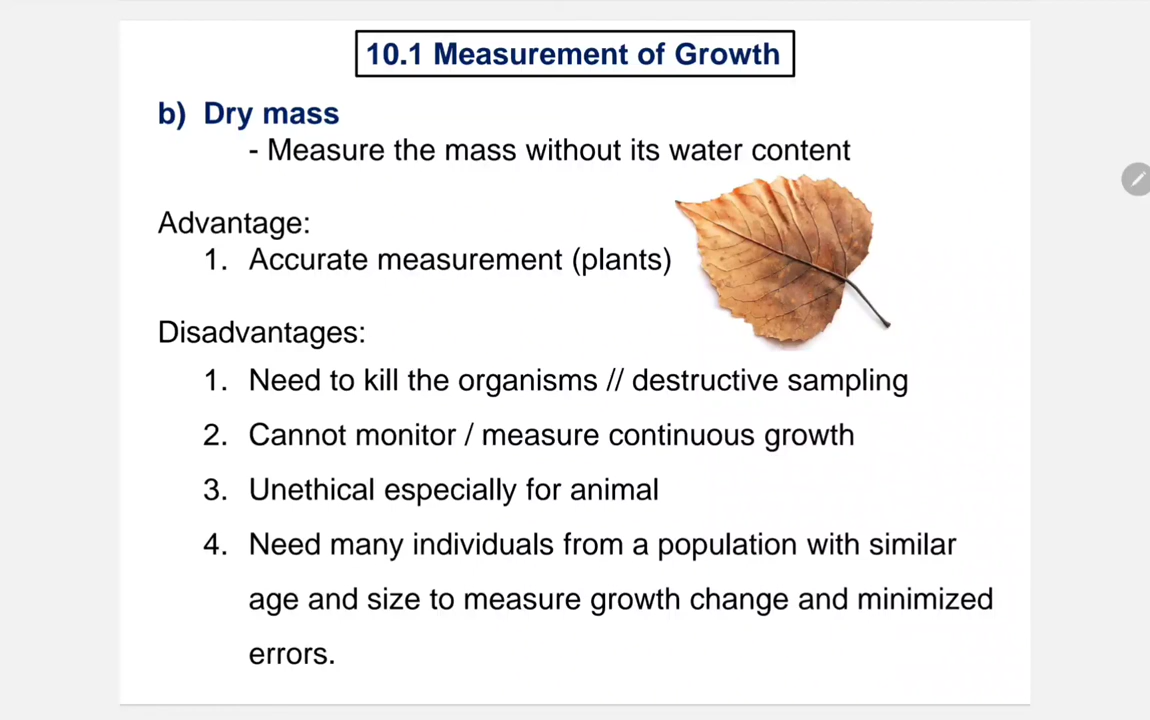 10.1 Measurement of Growth
b) Dry mass
- Measure the mass without its water content
Advantage:
1. Accurate measurement (plants)
Disadvantages:
1. Need to kill the organisms // destructive sampling
2. Cannot monitor / measure continuous growth
3. Unethical especially for animal
4. Need many individuals from a population with similar
age and size to measure growth change and minimized
errors.